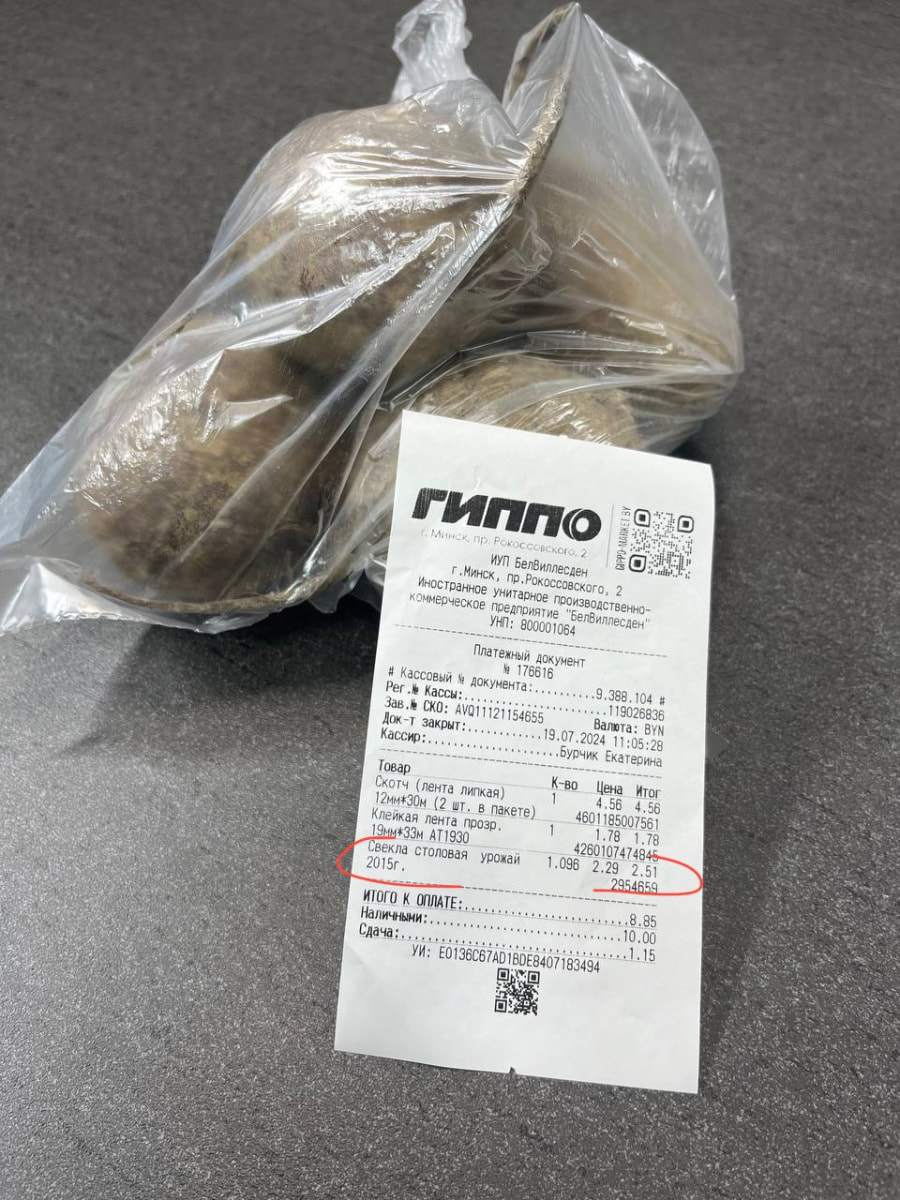 ГИППО
GIPPO-MARKET.BY
г. Минск, пр. Рокоссовского, 2
ИУП БелВиллесден
г.Минск, пр.Рокоссовского, 2
Иностранное унитарное производственно-
коммерческое предприятие "БелВиллесден"
УНП: 800001064
Платежный документ
№ 176616
# Кассовый № документа:..........9.388.104 #
Рег.№ Кассы:......................119026836
Зав.№ СКО: AVQ11121154655 Валюта: BYN
Док-т закрыт:............19.07.2024 11:05:28
Кассир:....................Бурчик Екатерина
Товар К-во Цена Итог
Скотч (лента липкая) 1 4.56 4.56
12мм*30м (2 шт. в пакете) 4601185007561
Клейкая лента прозр. 1 1.78 1.78
19мм*33м АТ1930 4260107474845
Свекла столовая урожай 1.096 2.29 2.51
2015г. 2954659
ИТОГО К ОПЛАТЕ:......................8.85
Наличными:..........................10.00
Сдача:...............................1.15
УИ: E0136C67AD1BDE8407183494